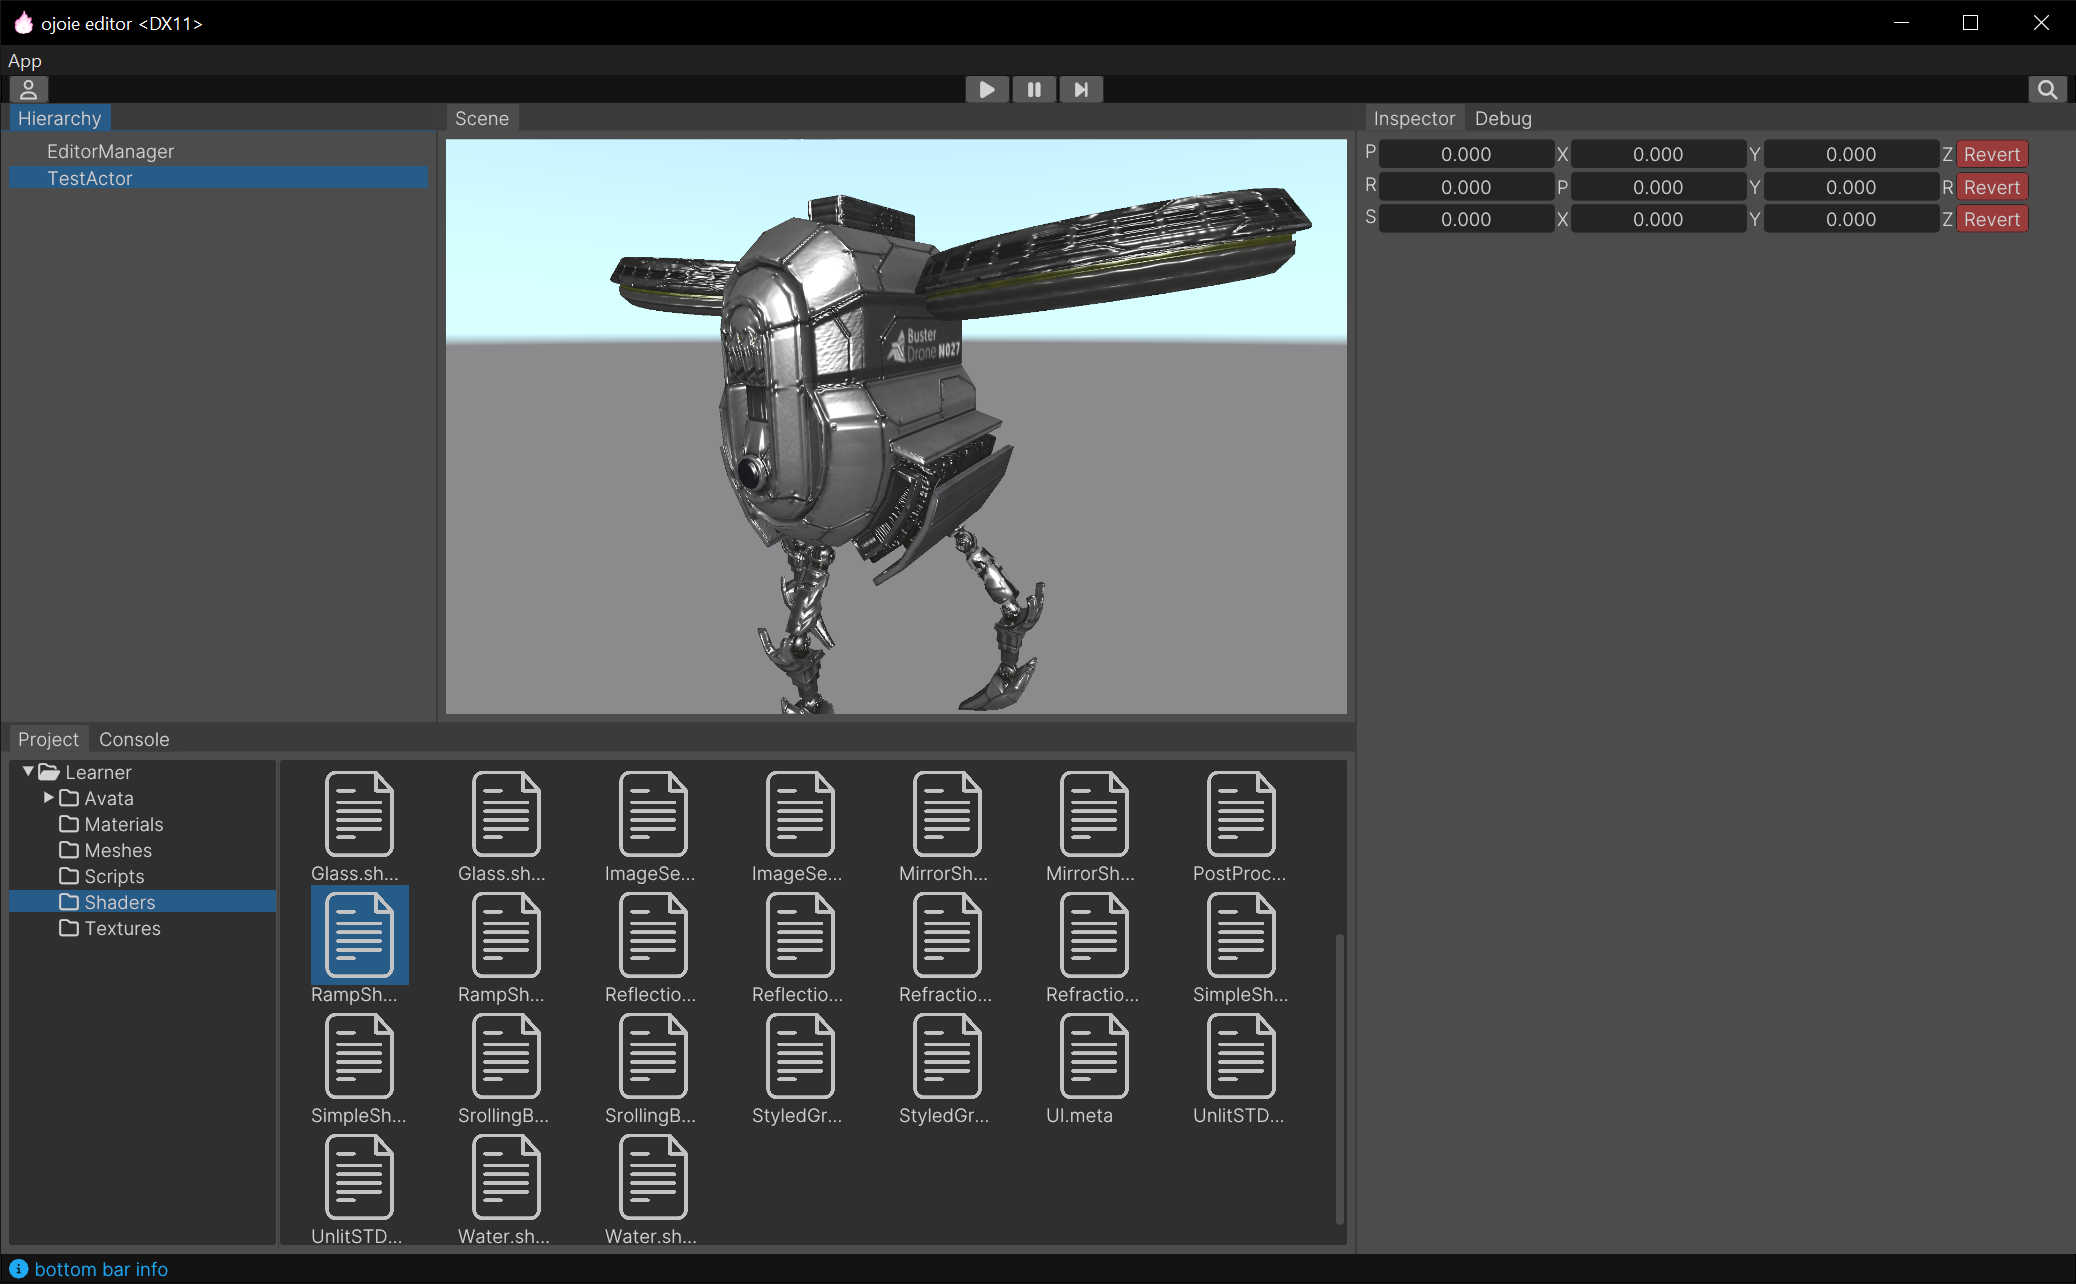 ojoie editor <DX11>
App
Hierarchy
EditorManager
TestActor
Scene
Buster
Drone N027
Inspector Debug
P 0.000 X 0.000 Y 0.000 Z Revert
R 0.000 P 0.000 Y 0.000 R Revert
S 0.000 X 0.000 Y 0.000 Z Revert
Project Console
Learner
Avata
Materials
Meshes
Scripts
Shaders
Textures
Glass.sh... Glass.sh... ImageSe... ImageSe... MirrorSh... MirrorSh... PostProc...
RampSh... RampSh... Reflectio... Reflectio... Refractio... Refractio... SimpleSh...
SimpleSh... SrollingB... SrollingB... StyledGr... StyledGr... UI.meta UnlitSTD...
UnlitSTD... Water.sh... Water.sh...
bottom bar info